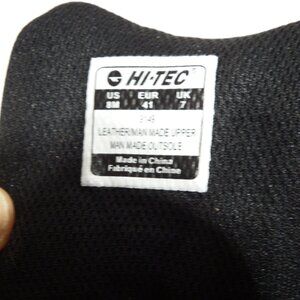 HI-TEC
US EUR UK
8M 41 7
LEATHER/MAN MADE UPPER
MAN MADE OUTSOLE
Made in China
Fabriqué en Chine